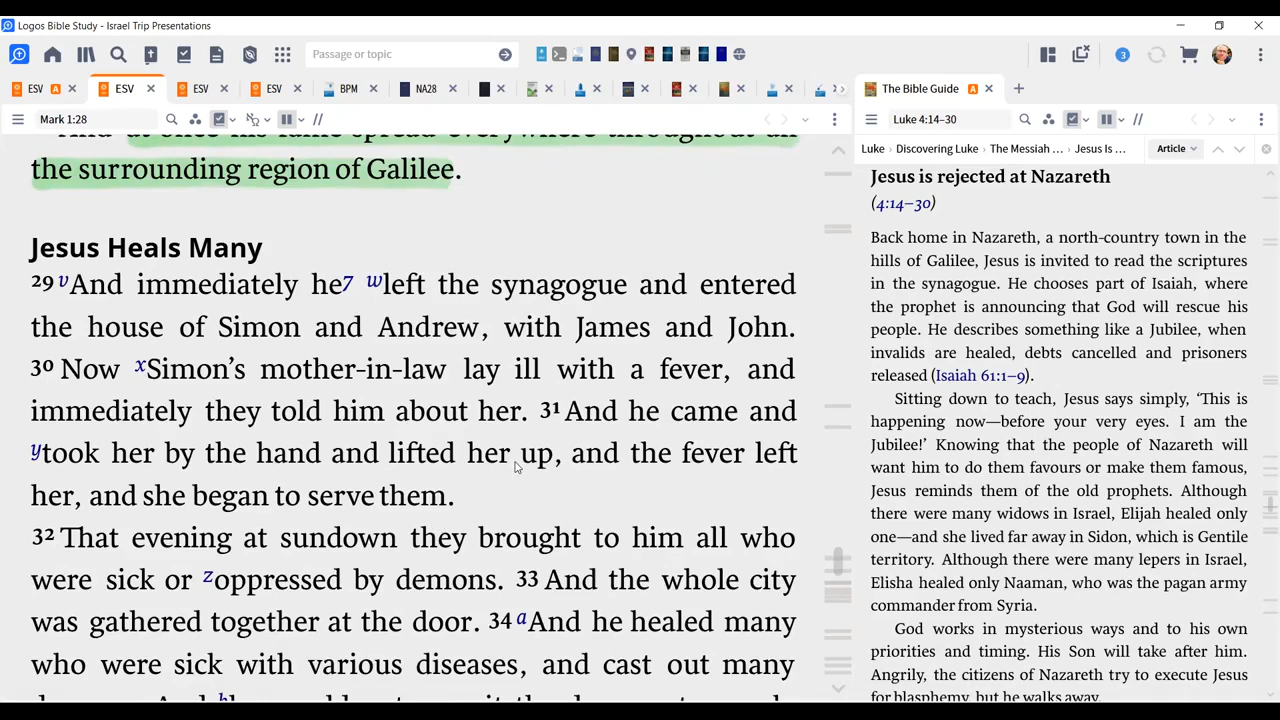 Logos Bible Study - Israel Trip Presentations
Passage or topic
3
ESV A
ESV
ESV
ESV
BPM
NA28
The Bible Guide A
Mark 1:28
Luke 4:14–30
Luke › Discovering Luke › The Messiah ... › Jesus Is ... Article
And at once his fame spread everywhere throughout all
the surrounding region of Galilee.
Jesus Heals Many
29 vAnd immediately he7 wleft the synagogue and entered
the house of Simon and Andrew, with James and John.
30 Now xSimon’s mother-in-law lay ill with a fever, and
immediately they told him about her. 31 And he came and
ytook her by the hand and lifted her up, and the fever left
her, and she began to serve them.
32 That evening at sundown they brought to him all who
were sick or zoppressed by demons. 33 And the whole city
was gathered together at the door. 34 aAnd he healed many
who were sick with various diseases, and cast out many
Jesus is rejected at Nazareth
(4:14–30)
Back home in Nazareth, a north-country town in the
hills of Galilee, Jesus is invited to read the scriptures
in the synagogue. He chooses part of Isaiah, where
the prophet is announcing that God will rescue his
people. He describes something like a Jubilee, when
invalids are healed, debts cancelled and prisoners
released (Isaiah 61:1–9).
Sitting down to teach, Jesus says simply, ‘This is
happening now—before your very eyes. I am the
Jubilee!’ Knowing that the people of Nazareth will
want him to do them favours or make them famous,
Jesus reminds them of the old prophets. Although
there were many widows in Israel, Elijah healed only
one—and she lived far away in Sidon, which is Gentile
territory. Although there were many lepers in Israel,
Elisha healed only Naaman, who was the pagan army
commander from Syria.
God works in mysterious ways and to his own
priorities and timing. His Son will take after him.
Angrily, the citizens of Nazareth try to execute Jesus
for blasphemy, but he walks away.